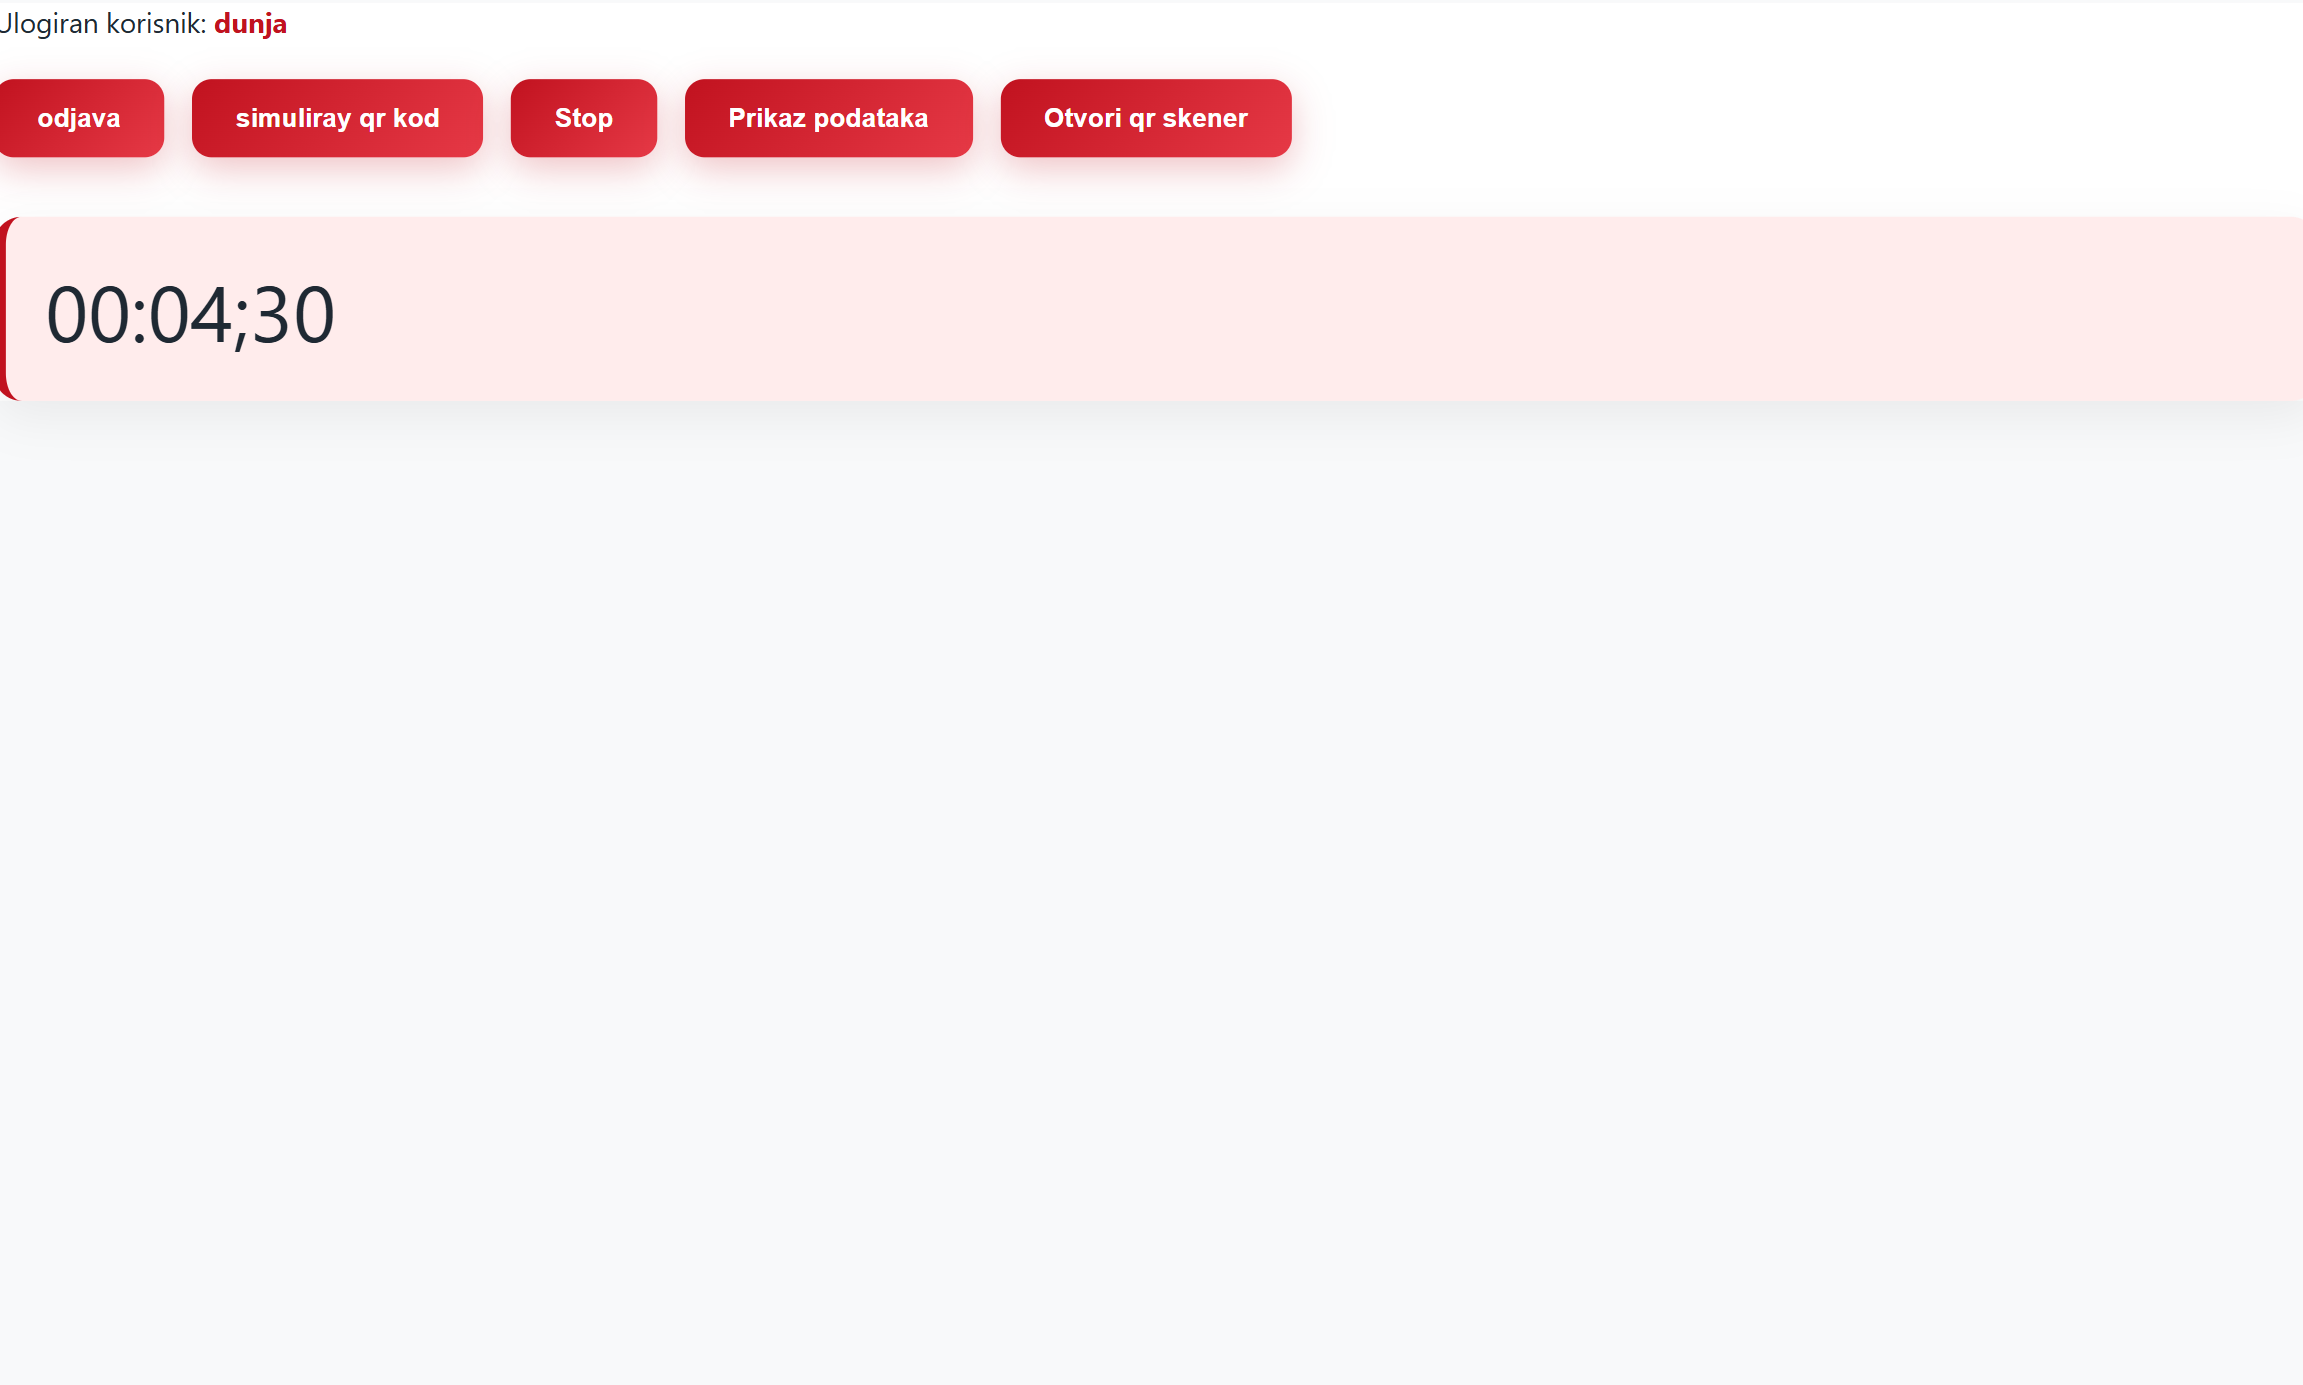 Ulogiran korisnik: dunja
odjava simuliray qr kod Stop Prikaz podataka Otvori qr skener
00:04;30